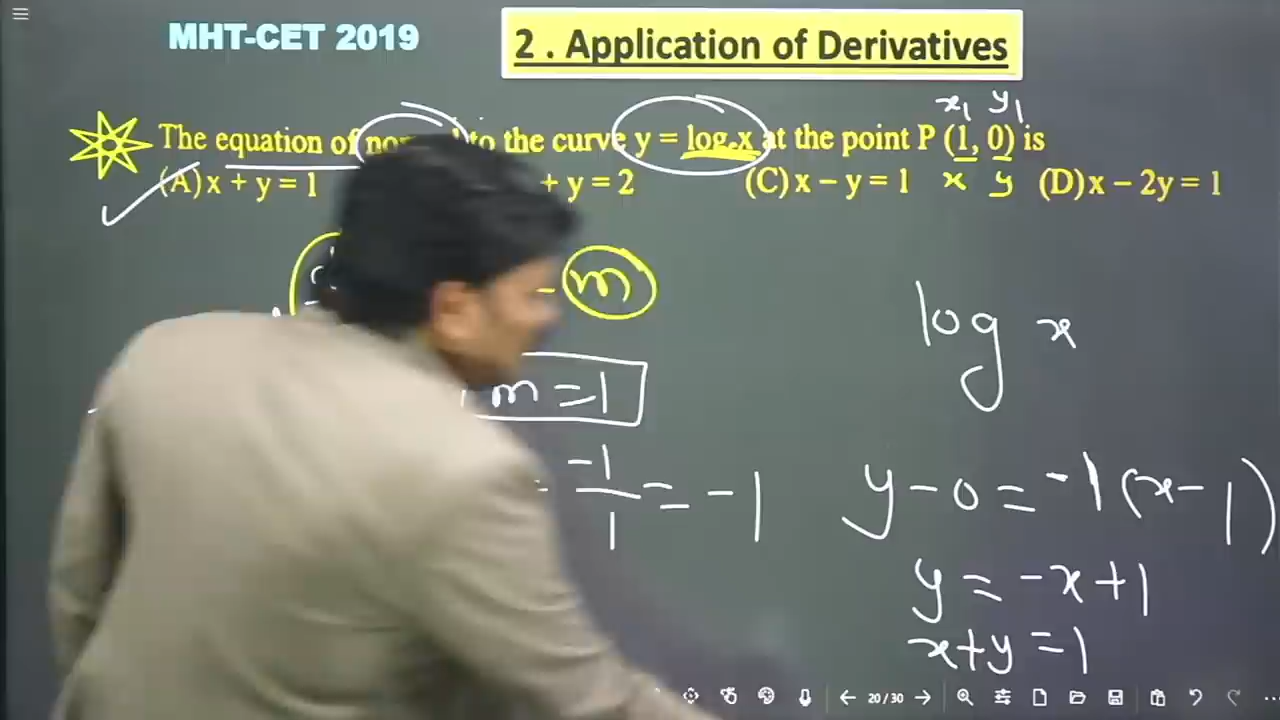 MHT-CET 2019
2 . Application of Derivatives
x₁ y₁
The equation of to the curve y = logₑx at the point P (1, 0) is
(A) x + y = 1 + y = 2 (C) x – y = 1 x y (D) x – 2y = 1
m
log x
m = 1
-1/1 = -1
y - 0 = -1(x - 1)
y = -x + 1
x + y = 1
20/30